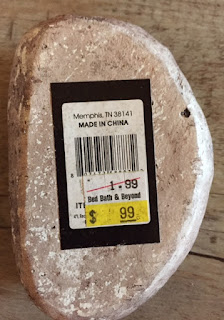 Memphis, TN 38141
MADE IN CHINA
1.99
Bed Bath & Beyond
$ .99